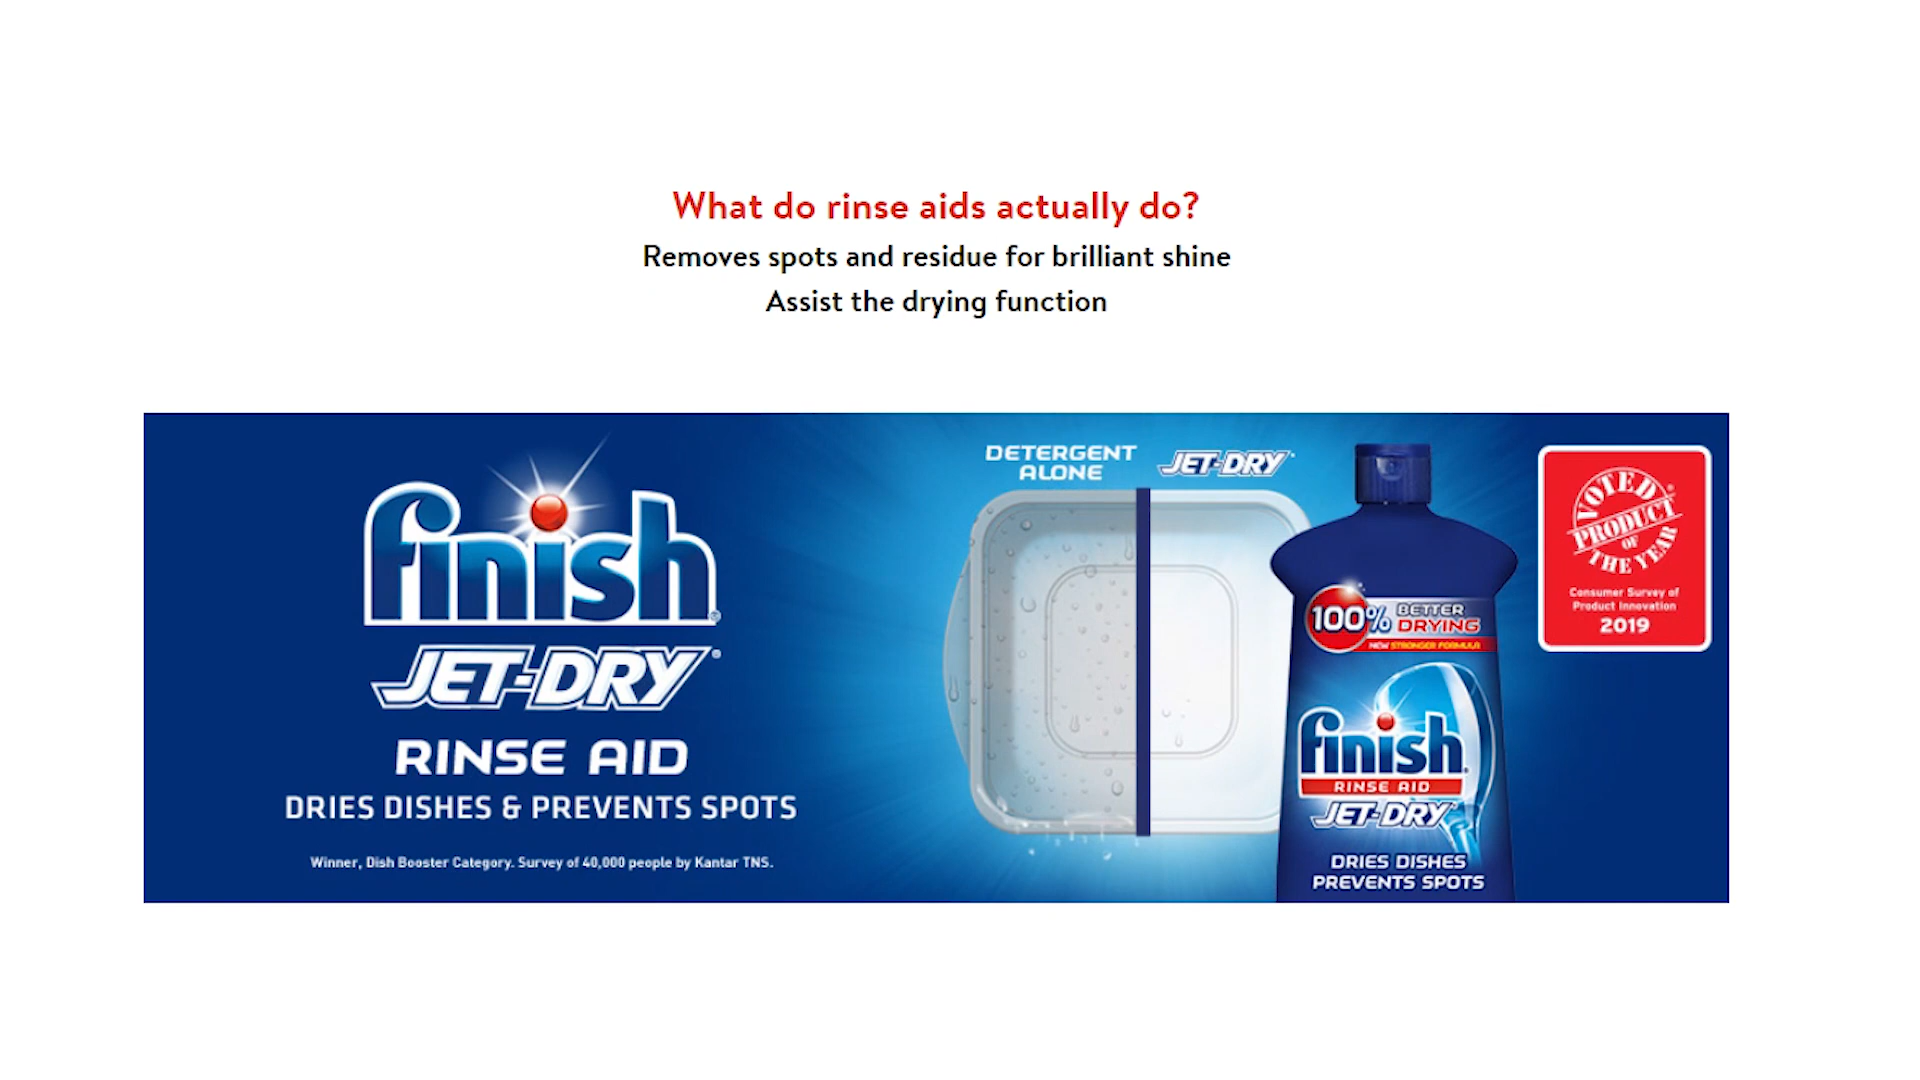 What do rinse aids actually do?
Removes spots and residue for brilliant shine
Assist the drying function
finish®
JET-DRY®
RINSE AID
DRIES DISHES & PREVENTS SPOTS
Winner, Dish Booster Category. Survey of 40,000 people by Kantar TNS.
DETERGENT
ALONE
JET-DRY
100% BETTER
DRYING
NEW STRONGER FORMULA
finish
RINSE AID
JET-DRY
DRIES DISHES
PREVENTS SPOTS
VOTED
PRODUCT
OF
THE YEAR
Consumer Survey of
Product Innovation
2019